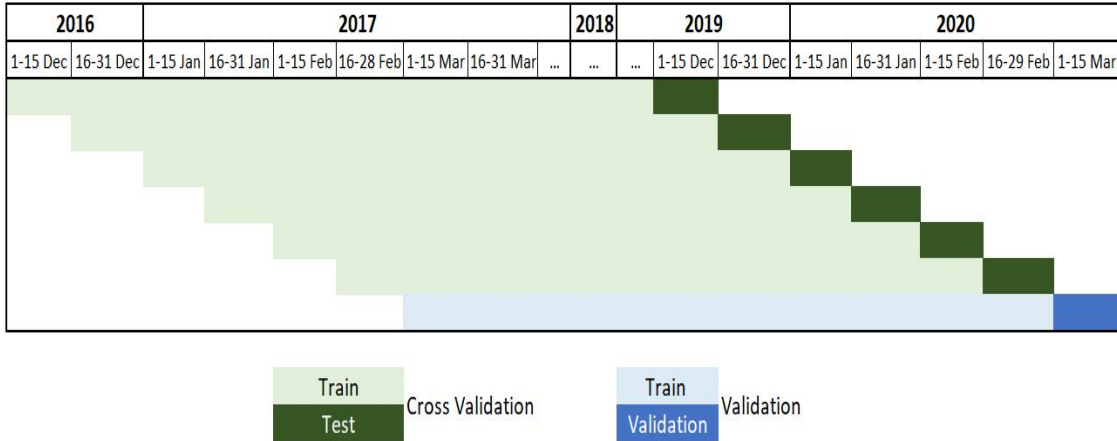 2016 2017 2018 2019 2020
1-15 Dec 16-31 Dec 1-15 Jan 16-31 Jan 1-15 Feb 16-28 Feb 1-15 Mar 16-31 Mar ... ... ... 1-15 Dec 16-31 Dec 1-15 Jan 16-31 Jan 1-15 Feb 16-29 Feb 1-15 Mar
Train
Test
Cross Validation
Train
Validation
Validation